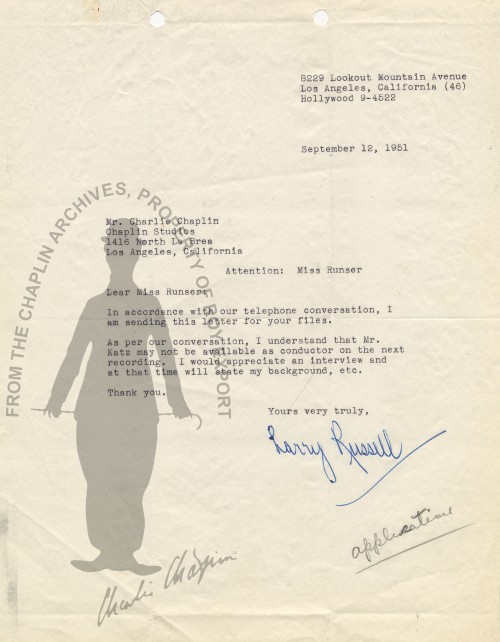 8229 Lookout Mountain Avenue
Los Angeles, California (46)
Hollywood 9-4522
September 12, 1951
Mr. Charlie Chaplin
Chaplin Studios
1416 North La Brea
Los Angeles, California
Attention: Miss Runser
Dear Miss Runser:
In accordance with our telephone conversation, I
am sending this letter for your files.
As per our conversation, I understand that Mr.
Katz may not be available as conductor on the next
recording. I would appreciate an interview and
at that time will state my background, etc.
Thank you.
Yours very truly,
Larry Russell
application
FROM THE CHAPLIN ARCHIVES, PROPERTY OF ROY EXPORT
Charlie Chaplin